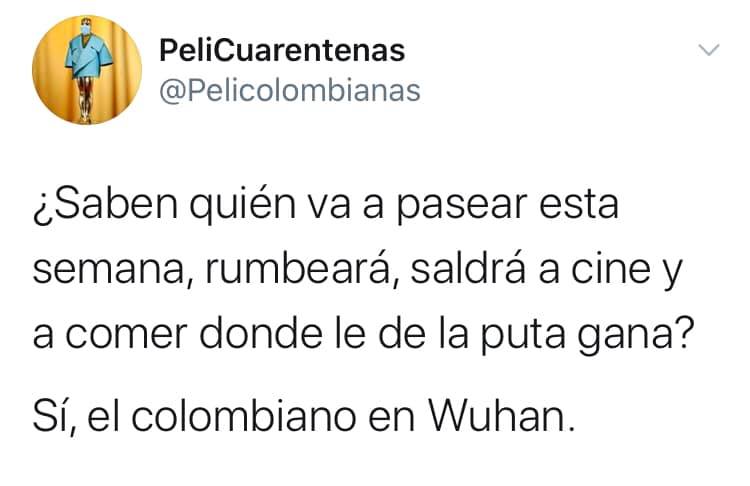 PeliCuarentenas
@Pelicolombianas
¿Saben quién va a pasear esta
semana, rumbeará, saldrá a cine y
a comer donde le de la puta gana?
Sí, el colombiano en Wuhan.